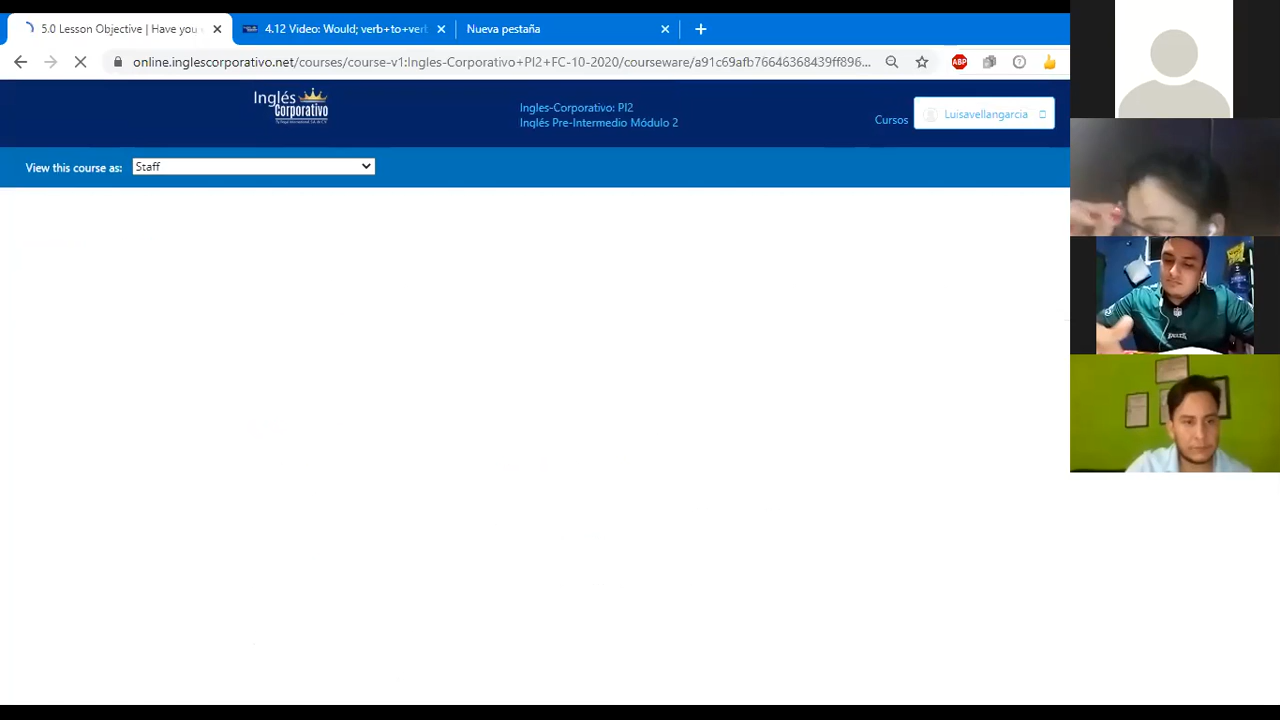 5.0 Lesson Objective | Have you
4.12 Video: Would; verb+to+verb
Nueva pestaña
online.inglescorporativo.net/courses/course-v1:Ingles-Corporativo+PI2+FC-10-2020/courseware/a91c69afb76646368439ff896...
ABP
Inglés
Corporativo
Ingles-Corporativo: PI2
Inglés Pre-Intermedio Módulo 2
Cursos
Luisavellangarcia
View this course as:
Staff
EAGLES